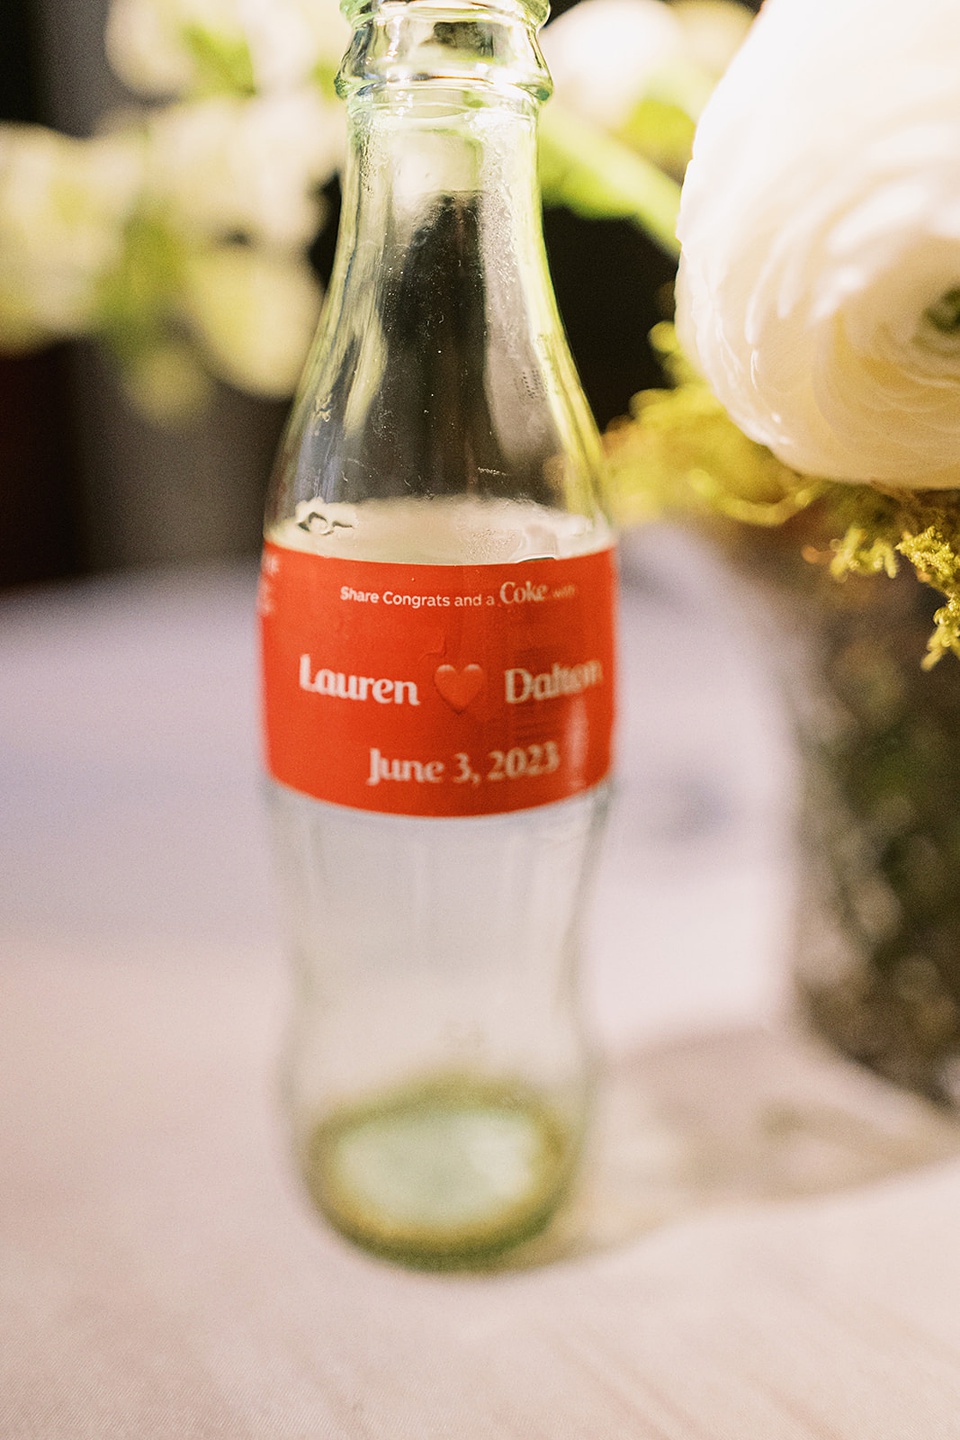 Share Congrats and a Coke with
Lauren ❤️ Dalton
June 3, 2023